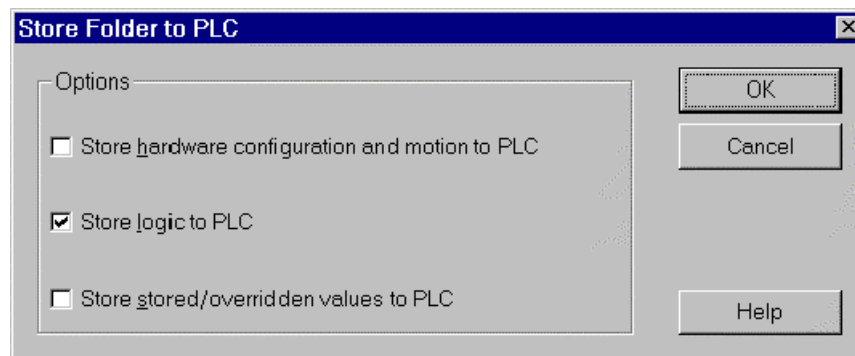 Store Folder to PLC
Options
Store hardware configuration and motion to PLC
Store logic to PLC
Store stored/overridden values to PLC
OK
Cancel
Help